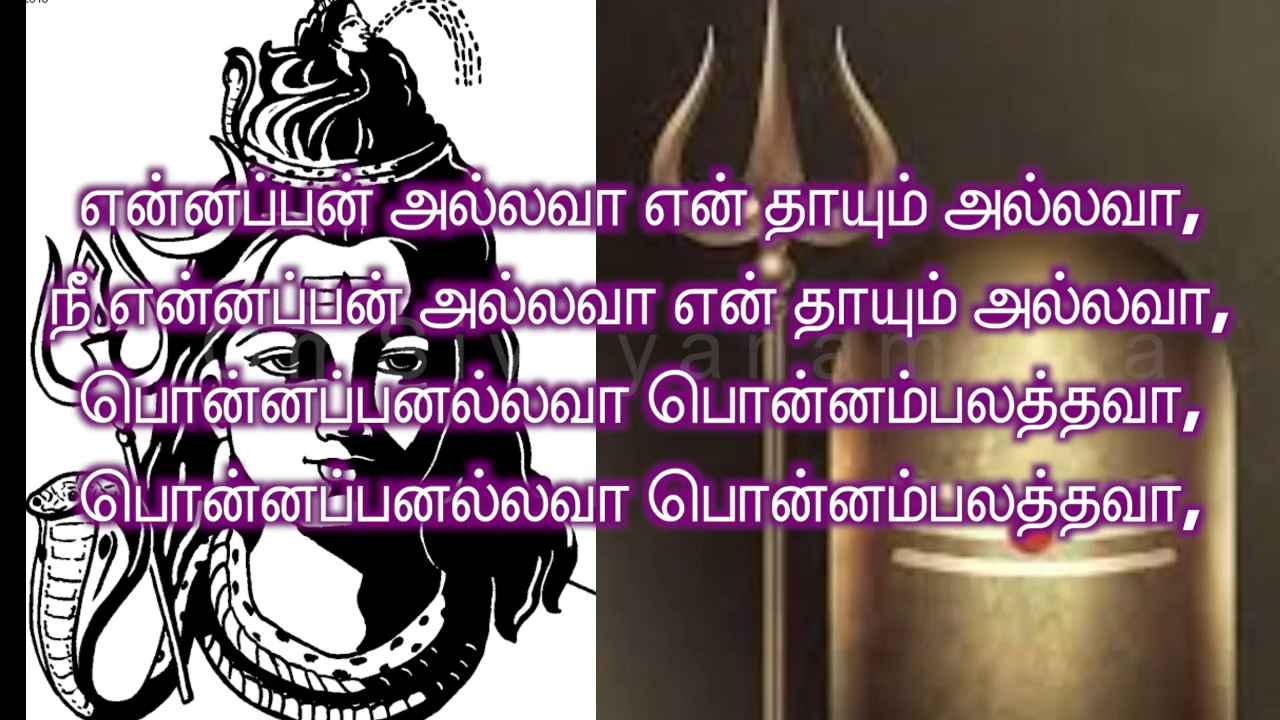 என்னப்பன் அல்லவா என் தாயும் அல்லவா,
நீ என்னப்பன் அல்லவா என் தாயும் அல்லவா,
பொன்னப்பனல்லவா பொன்னம்பலத்தவா,
பொன்னப்பனல்லவா பொன்னம்பலத்தவா,